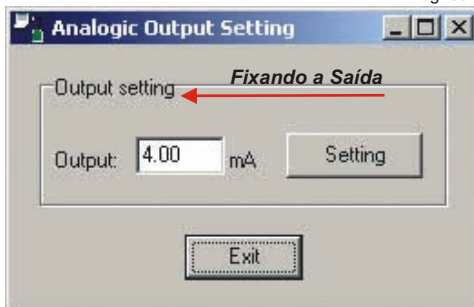 Analogic Output Setting
Output setting
Fixando a Saída
Output: 4.00 mA Setting
Exit